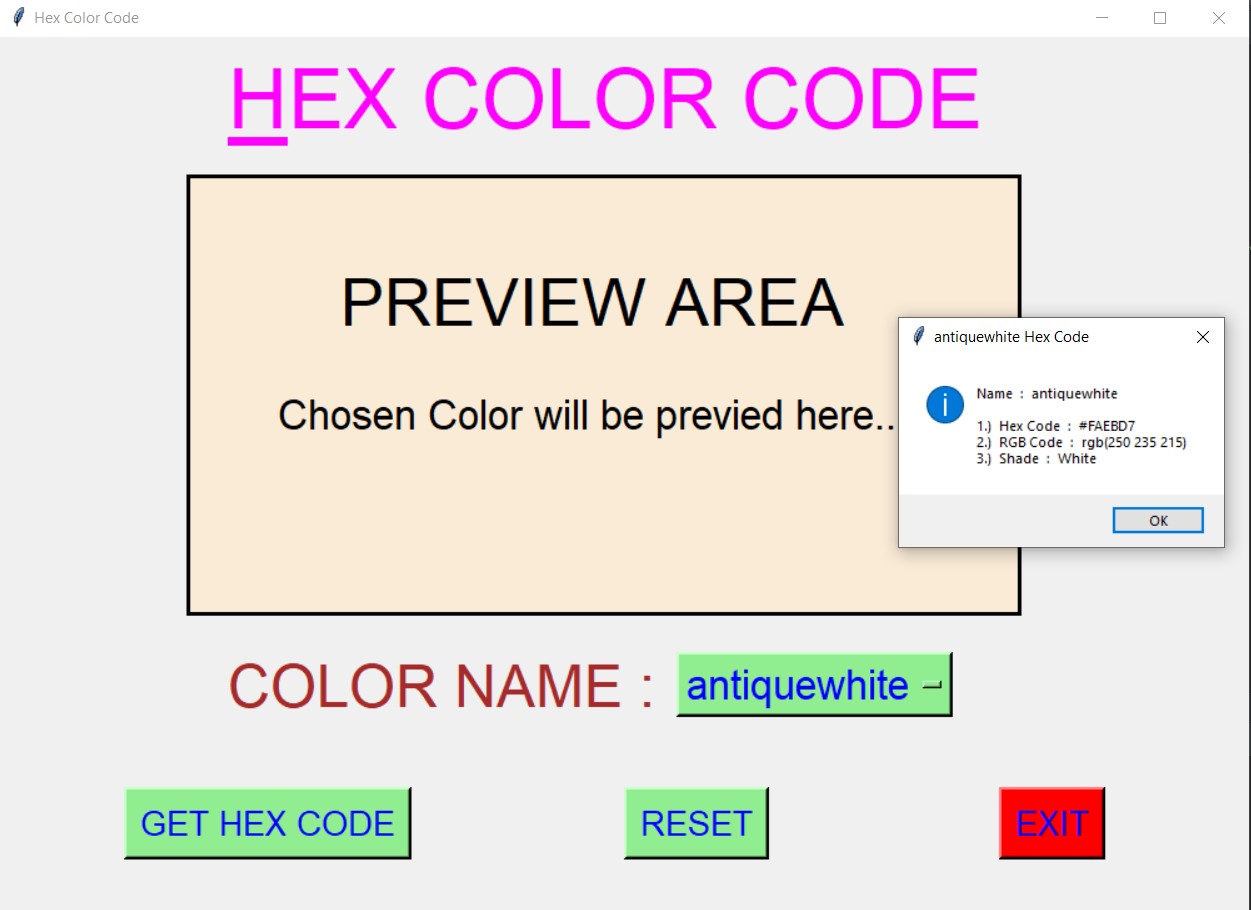 Hex Color Code
HEX COLOR CODE
PREVIEW AREA
Chosen Color will be previed here..
antiquewhite Hex Code
Name : antiquewhite
1.) Hex Code : #FAEBD7
2.) RGB Code : rgb(250 235 215)
3.) Shade : White
OK
COLOR NAME : antiquewhite
GET HEX CODE
RESET
EXIT